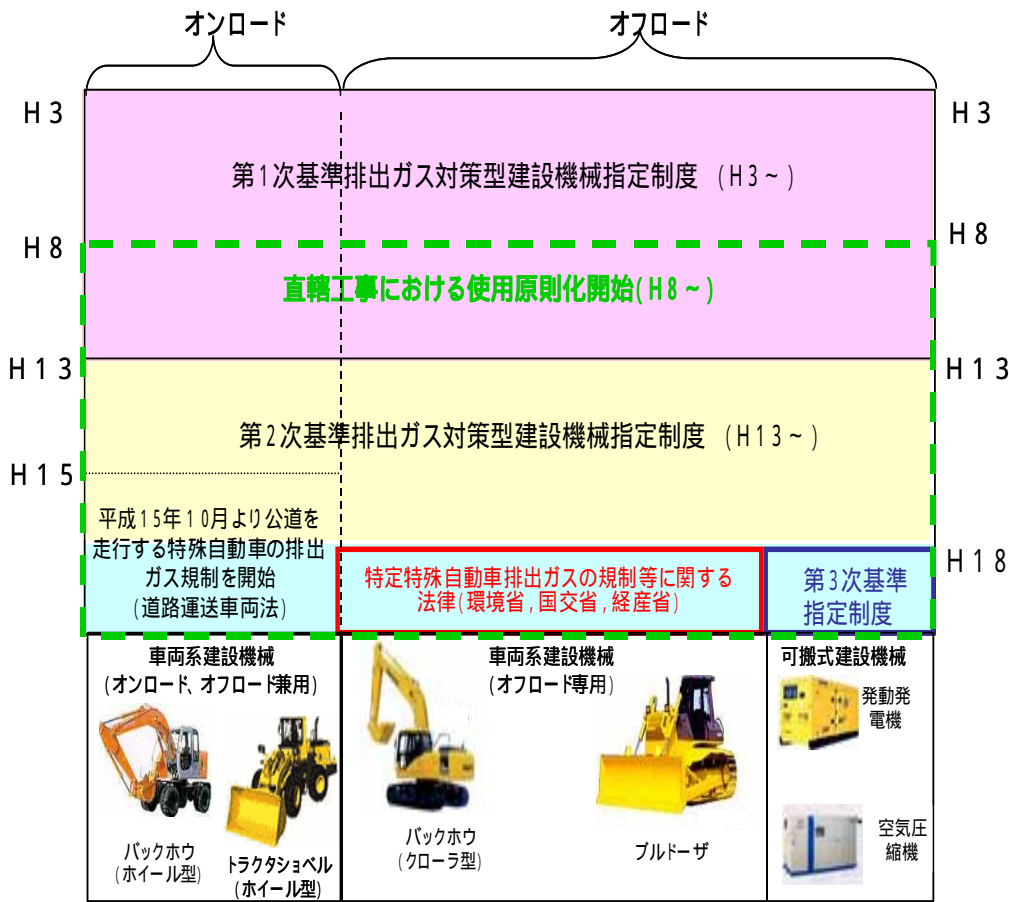 オンロード
オフロード
H3
H3
第1次基準排出ガス対策型建設機械指定制度 (H3～)
H8
H8
直轄工事における使用原則化開始(H8～)
H13
H13
第2次基準排出ガス対策型建設機械指定制度 (H13～)
H15
平成15年10月より公道を
走行する特殊自動車の排出
ガス規制を開始
(道路運送車両法)
特定特殊自動車排出ガスの規制等に関する
法律(環境省,国交省,経産省)
第3次基準
指定制度
H18
車両系建設機械
(オンロード、オフロード兼用)
車両系建設機械
(オフロード専用)
可搬式建設機械
発動発
電機
バックホウ
(ホイール型)
トラクタショベル
(ホイール型)
バックホウ
(クローラ型)
ブルドーザ
空気圧
縮機